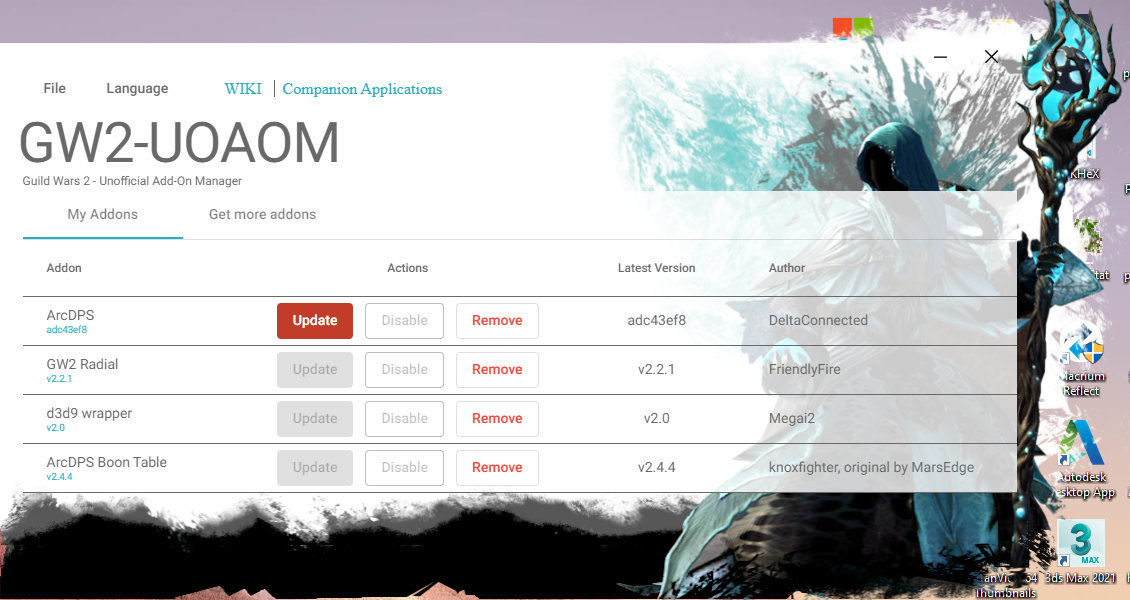 File Language WIKI Companion Applications
GW2-UOAOM
Guild Wars 2 - Unofficial Add-On Manager
My Addons Get more addons
Addon Actions Latest Version Author
ArcDPS
adc43ef8
Update Disable Remove adc43ef8 DeltaConnected
GW2 Radial
v2.2.1
Update Disable Remove v2.2.1 FriendlyFire
d3d9 wrapper
v2.0
Update Disable Remove v2.0 Megai2
ArcDPS Boon Table
v2.4.4
Update Disable Remove v2.4.4 knoxfighter, original by MarsEdge
KHeX
Macrium
Reflect
Autodesk
Desktop App
3
MAX
3ds Max 2021
Thumbnails